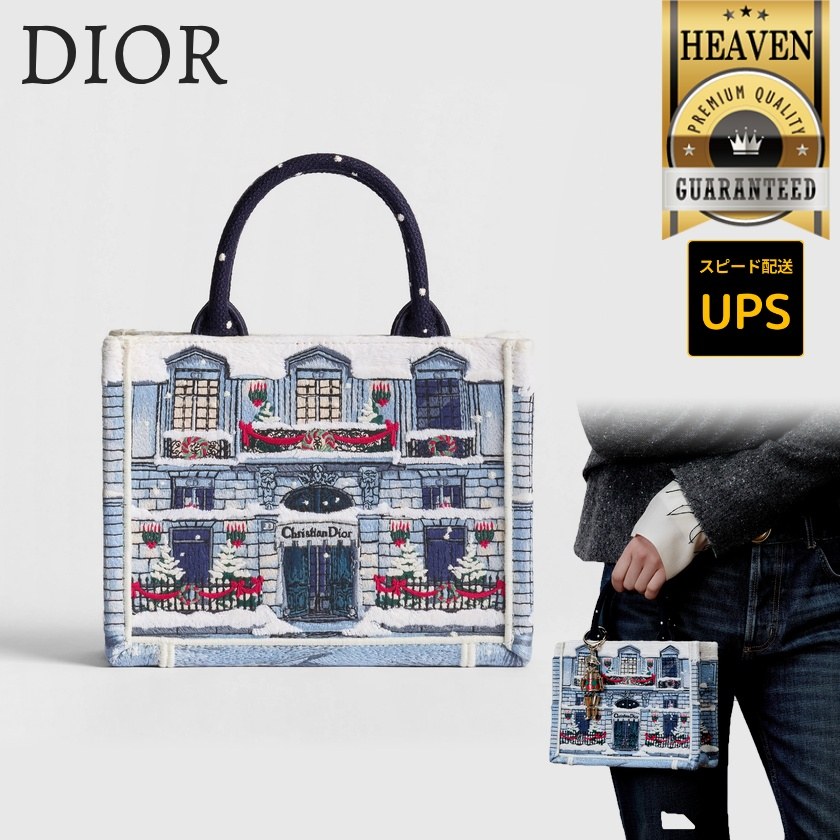 DIOR
HEAVEN
PREMIUM QUALITY
GUARANTEED
スピード配送
UPS
Christian Dior